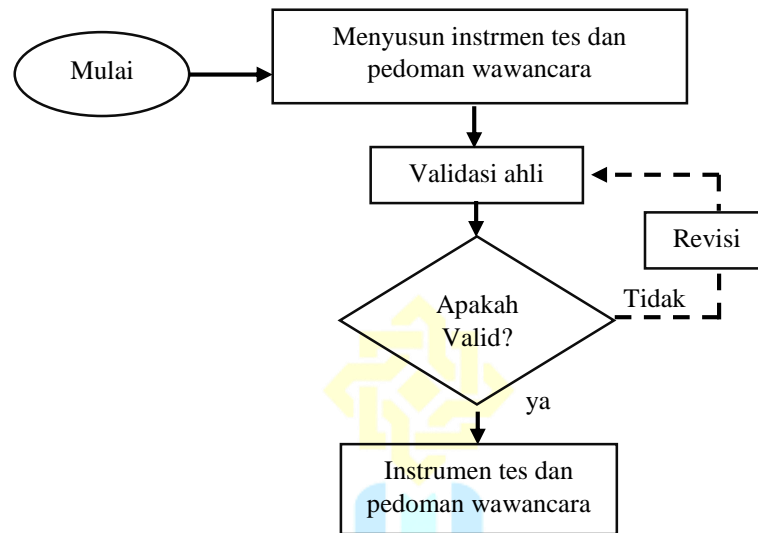 Mulai
Menyusun instrmen tes dan
pedoman wawancara
Validasi ahli
Revisi
Tidak
Apakah
Valid?
ya
Instrumen tes dan
pedoman wawancara